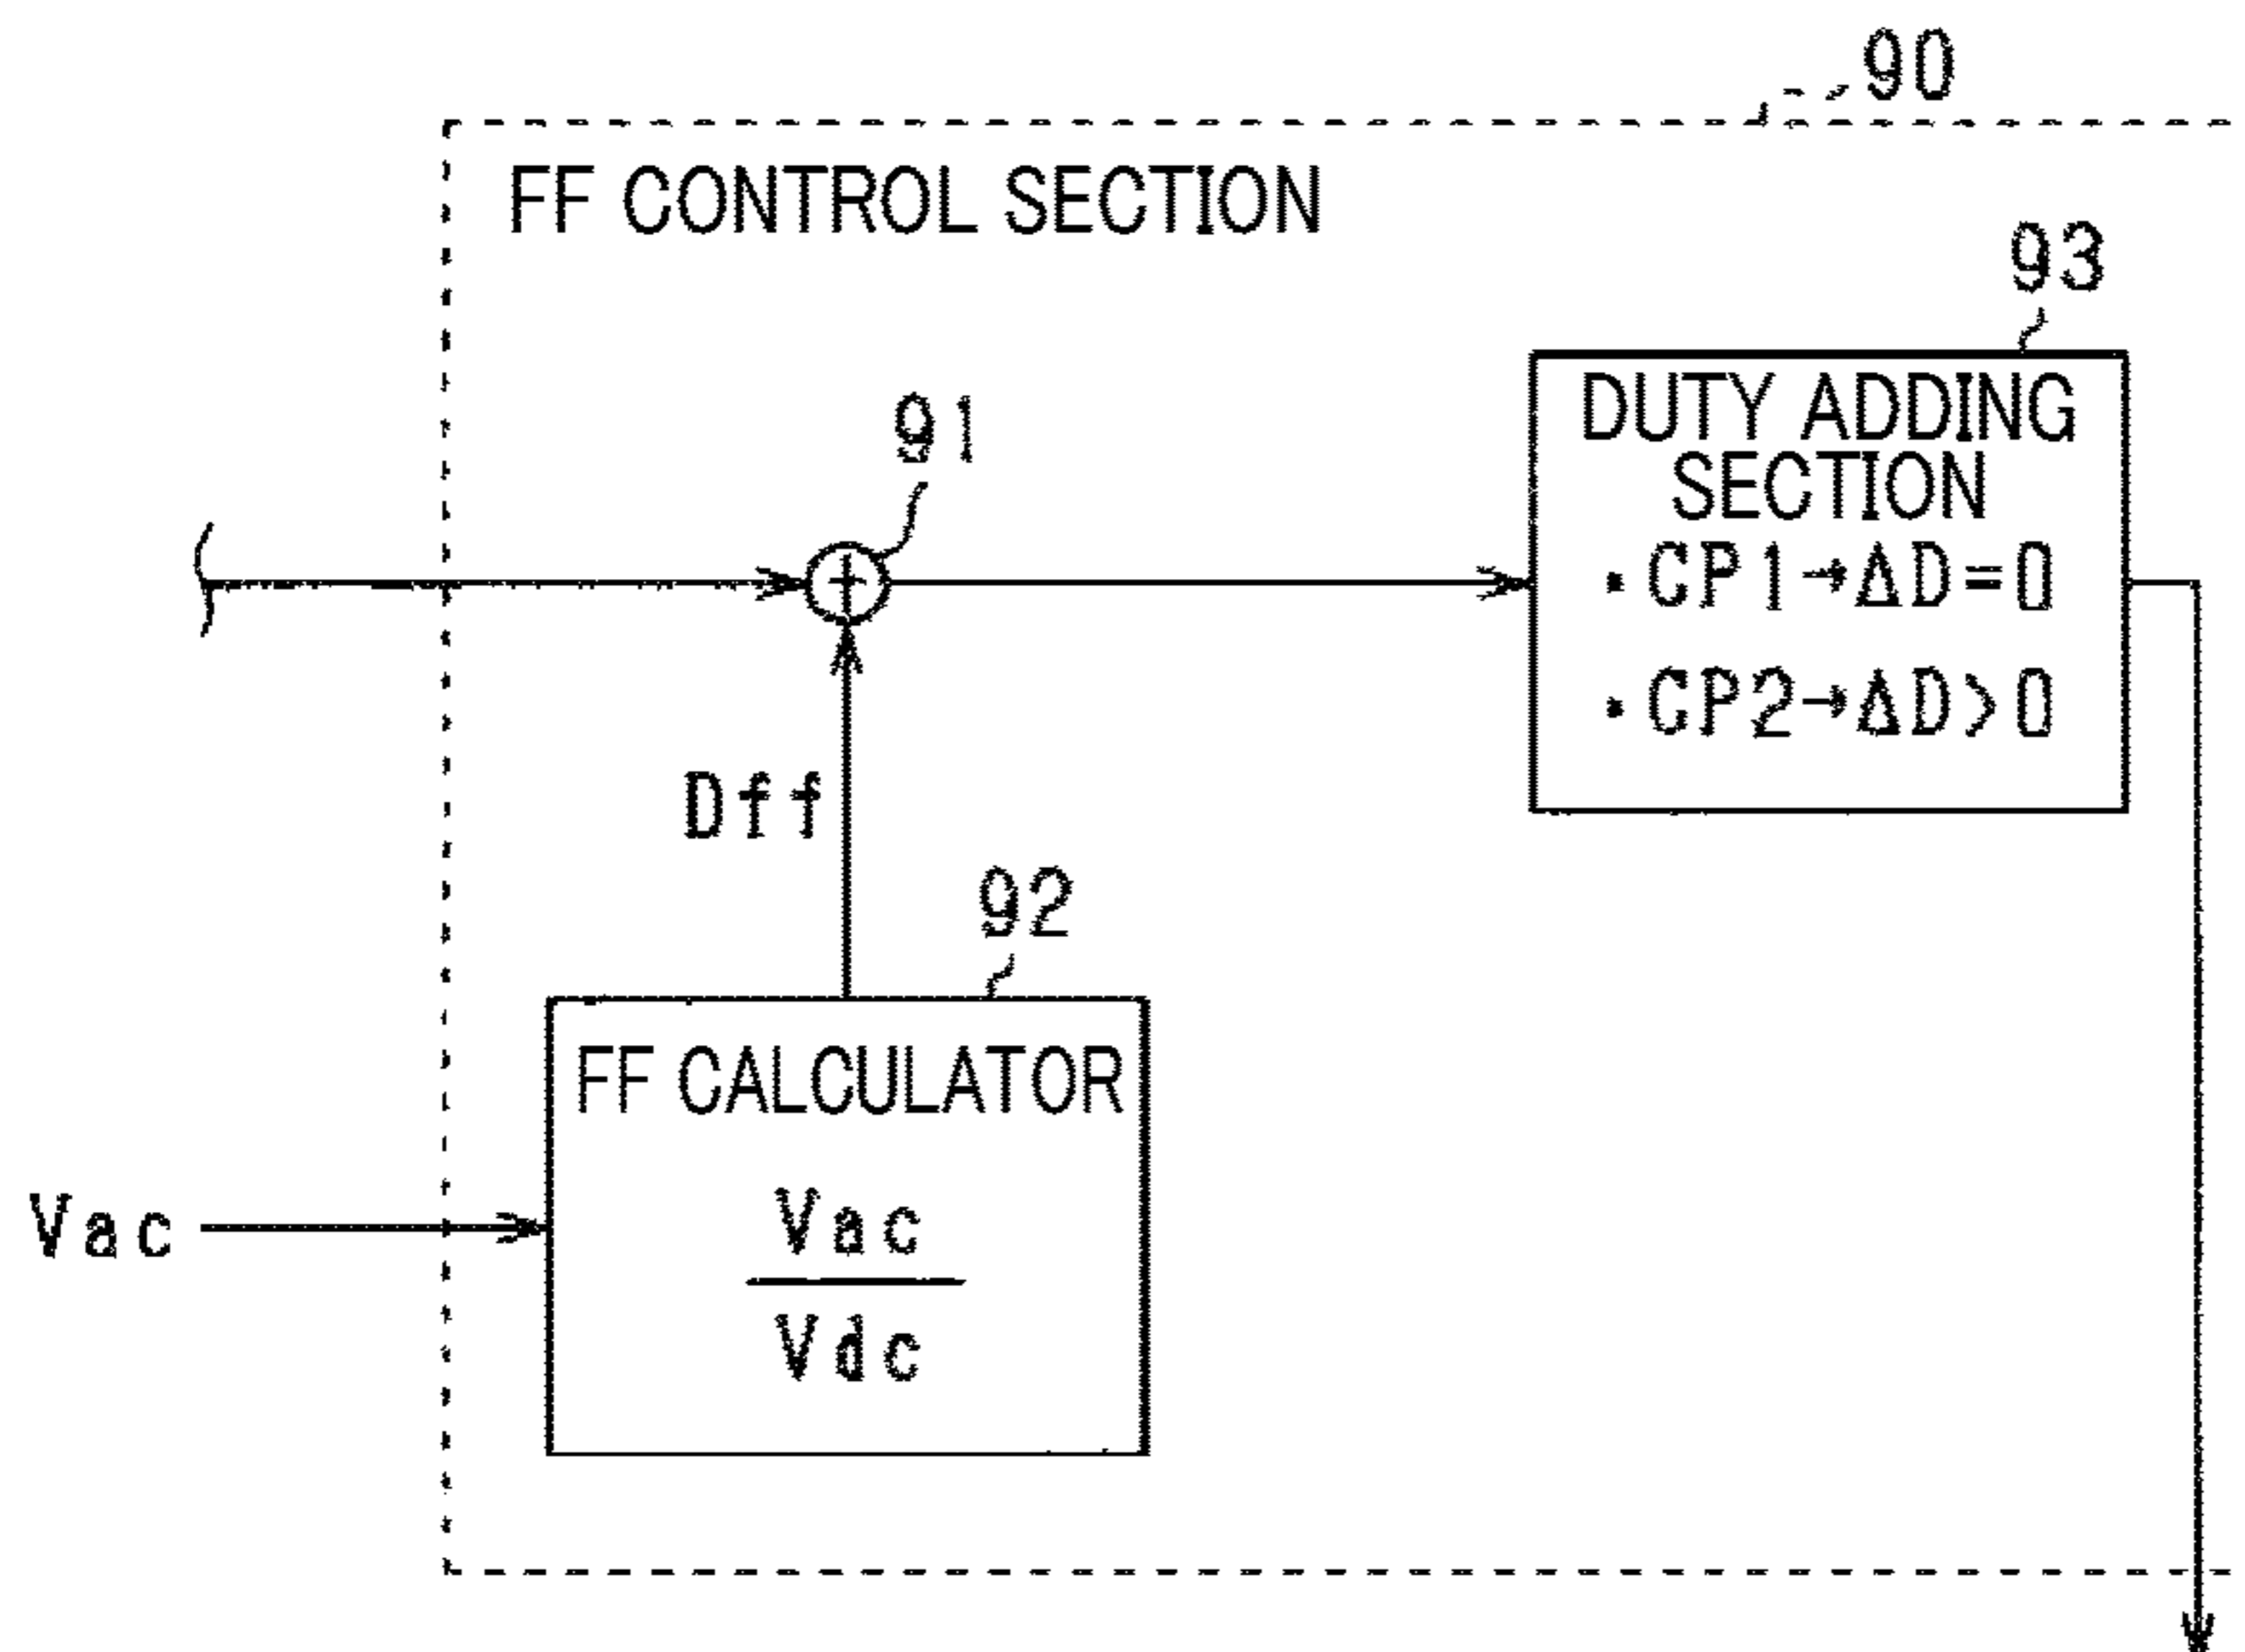 90
FF CONTROL SECTION
93
91
DUTY ADDING
SECTION
・CP1→ΔD=0
・CP2→ΔD>0
+
Dff
92
FF CALCULATOR
Vac
Vac
Vdc